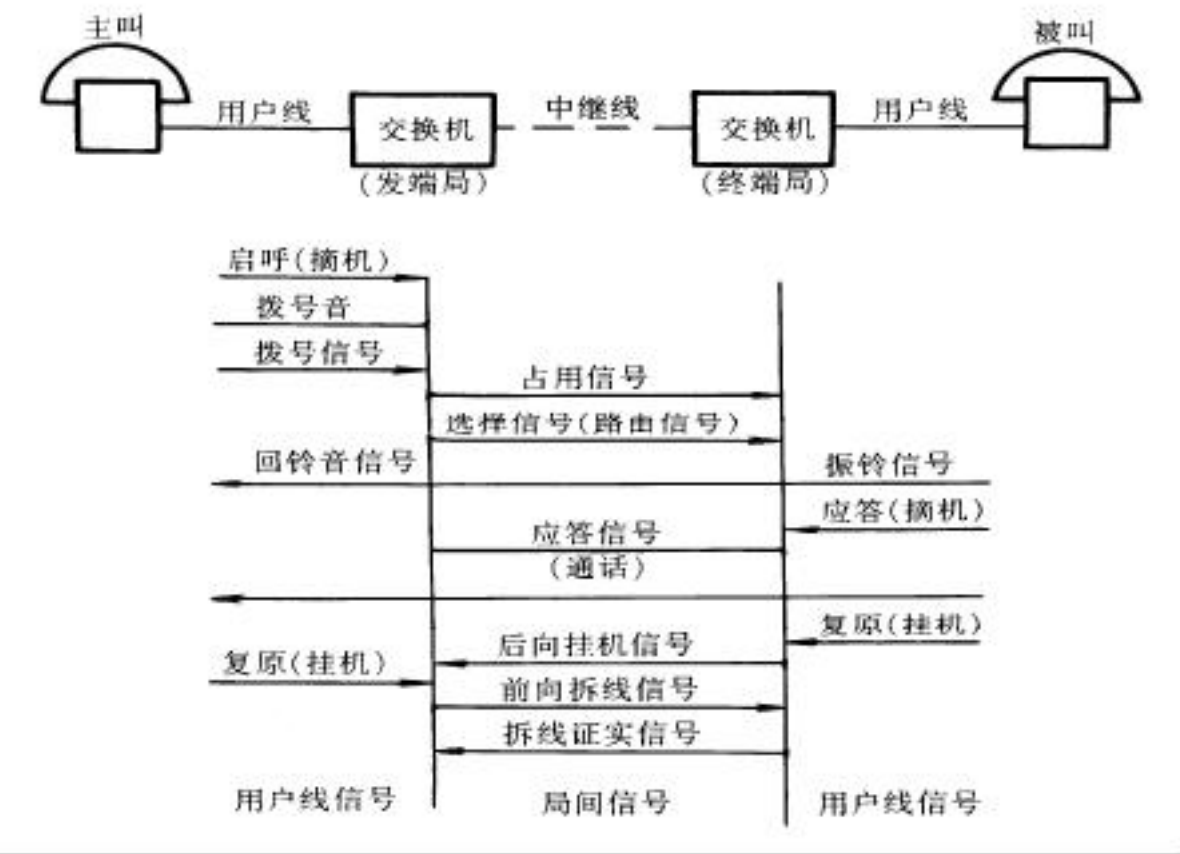 主叫
被叫
用户线
中继线
用户线
交换机
交换机
(发端局)
(终端局)
启呼(摘机)
拨号音
拨号信号
占用信号
选择信号(路由信号)
回铃音信号
振铃信号
应答(摘机)
应答信号
(通话)
复原(挂机)
后向挂机信号
复原(挂机)
前向拆线信号
拆线证实信号
用户线信号
局间信号
用户线信号